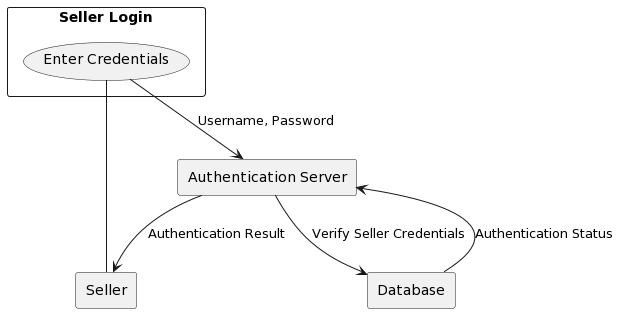 Seller Login
Enter Credentials
Username, Password
Authentication Server
Authentication Result
Verify Seller Credentials
Authentication Status
Seller
Database